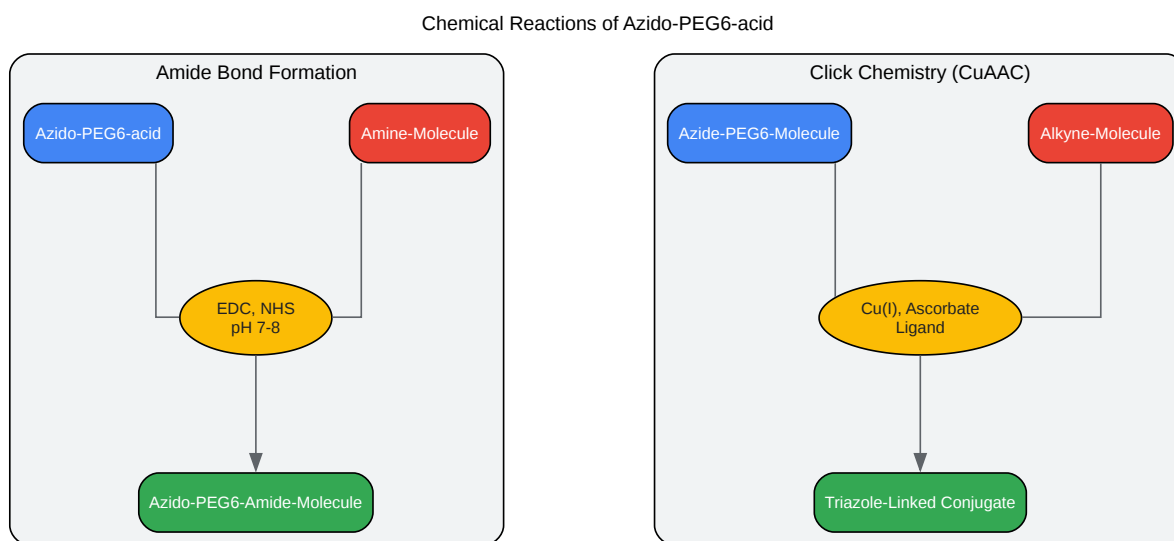 Chemical Reactions of Azido-PEG6-acid
Amide Bond Formation
Azido-PEG6-acid
Amine-Molecule
EDC, NHS
pH 7-8
Azido-PEG6-Amide-Molecule
Click Chemistry (CuAAC)
Azide-PEG6-Molecule
Alkyne-Molecule
Cu(I), Ascorbate
Ligand
Triazole-Linked Conjugate